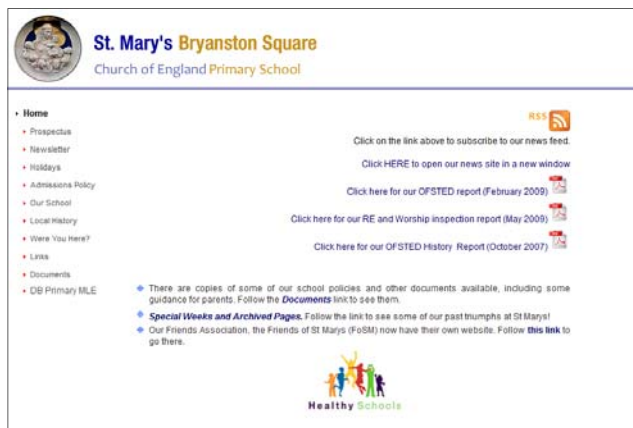 St. Mary's Bryanston Square
Church of England Primary School
Home
Prospectus
Newsletter
Holidays
Admissions Policy
Our School
Local History
Were You Here?
Links
Documents
DB Primary MLE
RSS
Click on the link above to subscribe to our news feed.
Click HERE to open our news site in a new window
Click here for our OFSTED report (February 2009)
Click here for our RE and Worship inspection report (May 2009)
Click here for our OFSTED History Report (October 2007)
There are copies of some of our school policies and other documents available, including some
guidance for parents. Follow the Documents link to see them.
Special Weeks and Archived Pages. Follow the link to see some of our past triumphs at St Marys!
Our Friends Association, the Friends of St Marys (FoSM) now have their own website. Follow this link to
go there.
Healthy Schools